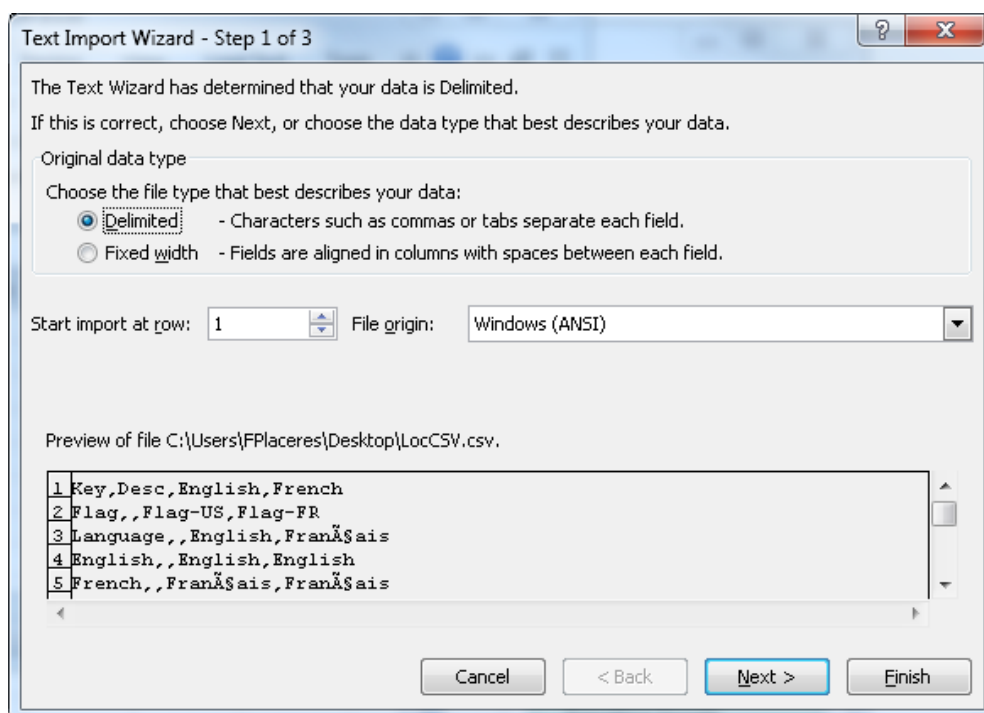 Text Import Wizard - Step 1 of 3
The Text Wizard has determined that your data is Delimited.
If this is correct, choose Next, or choose the data type that best describes your data.
Original data type
Choose the file type that best describes your data:
Delimited - Characters such as commas or tabs separate each field.
Fixed width - Fields are aligned in columns with spaces between each field.
Start import at row: 1 File origin: Windows (ANSI)
Preview of file C:\Users\FPlaceres\Desktop\LocCSV.csv.
1 Key,Desc,English,French
2 Flag,,Flag-US,Flag-FR
3 Language,,English,FranÃ§ais
4 English,,English,English
5 French,,FranÃ§ais,FranÃ§ais
Cancel < Back Next > Finish